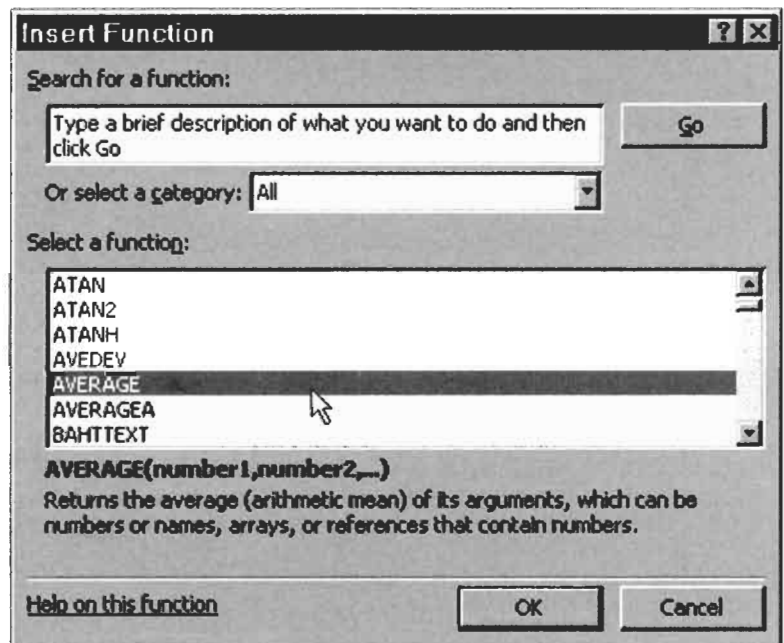 Insert Function
Search for a function:
Type a brief description of what you want to do and then
click Go
Go
Or select a category: All
Select a function:
ATAN
ATAN2
ATANH
AVEDEV
AVERAGE
AVERAGEA
BAHTTEXT
AVERAGE(number1,number2,...)
Returns the average (arithmetic mean) of its arguments, which can be
numbers or names, arrays, or references that contain numbers.
Help on this function
OK
Cancel